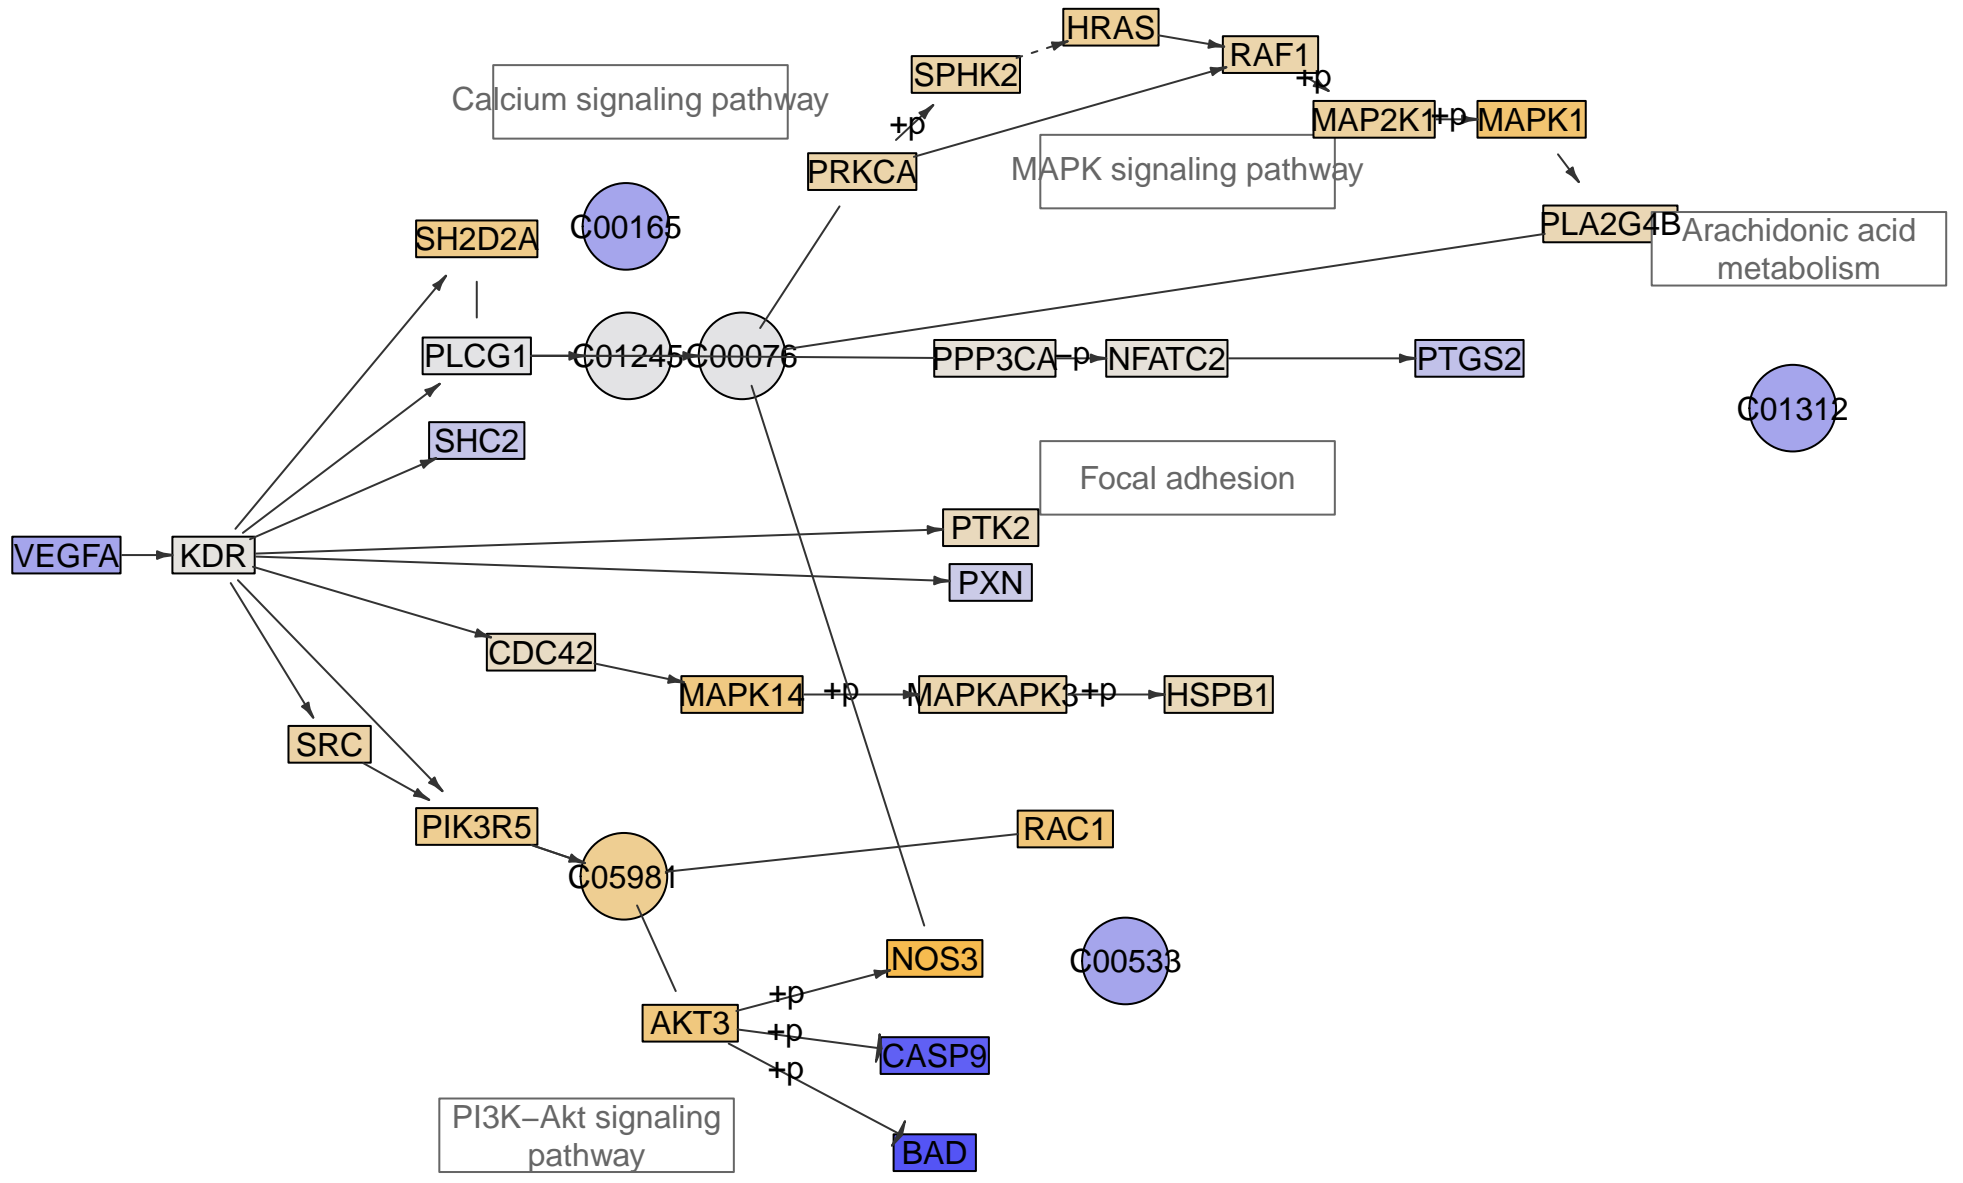 HRAS
RAF1
SPHK2
+p
Calcium signaling pathway
MAP2K1
+p
MAPK1
+p
PRKCA
MAPK signaling pathway
C00165
SH2D2A
PLA2G4B
Arachidonic acid
metabolism
PLCG1
C01245
C00076
PPP3CA
−p
NFATC2
PTGS2
C01312
SHC2
Focal adhesion
PTK2
VEGFA
KDR
PXN
CDC42
MAPK14
+p
MAPKAPK3
+p
HSPB1
SRC
PIK3R5
RAC1
C05981
NOS3
C00533
+p
AKT3
+p
CASP9
+p
PI3K−Akt signaling
pathway
BAD